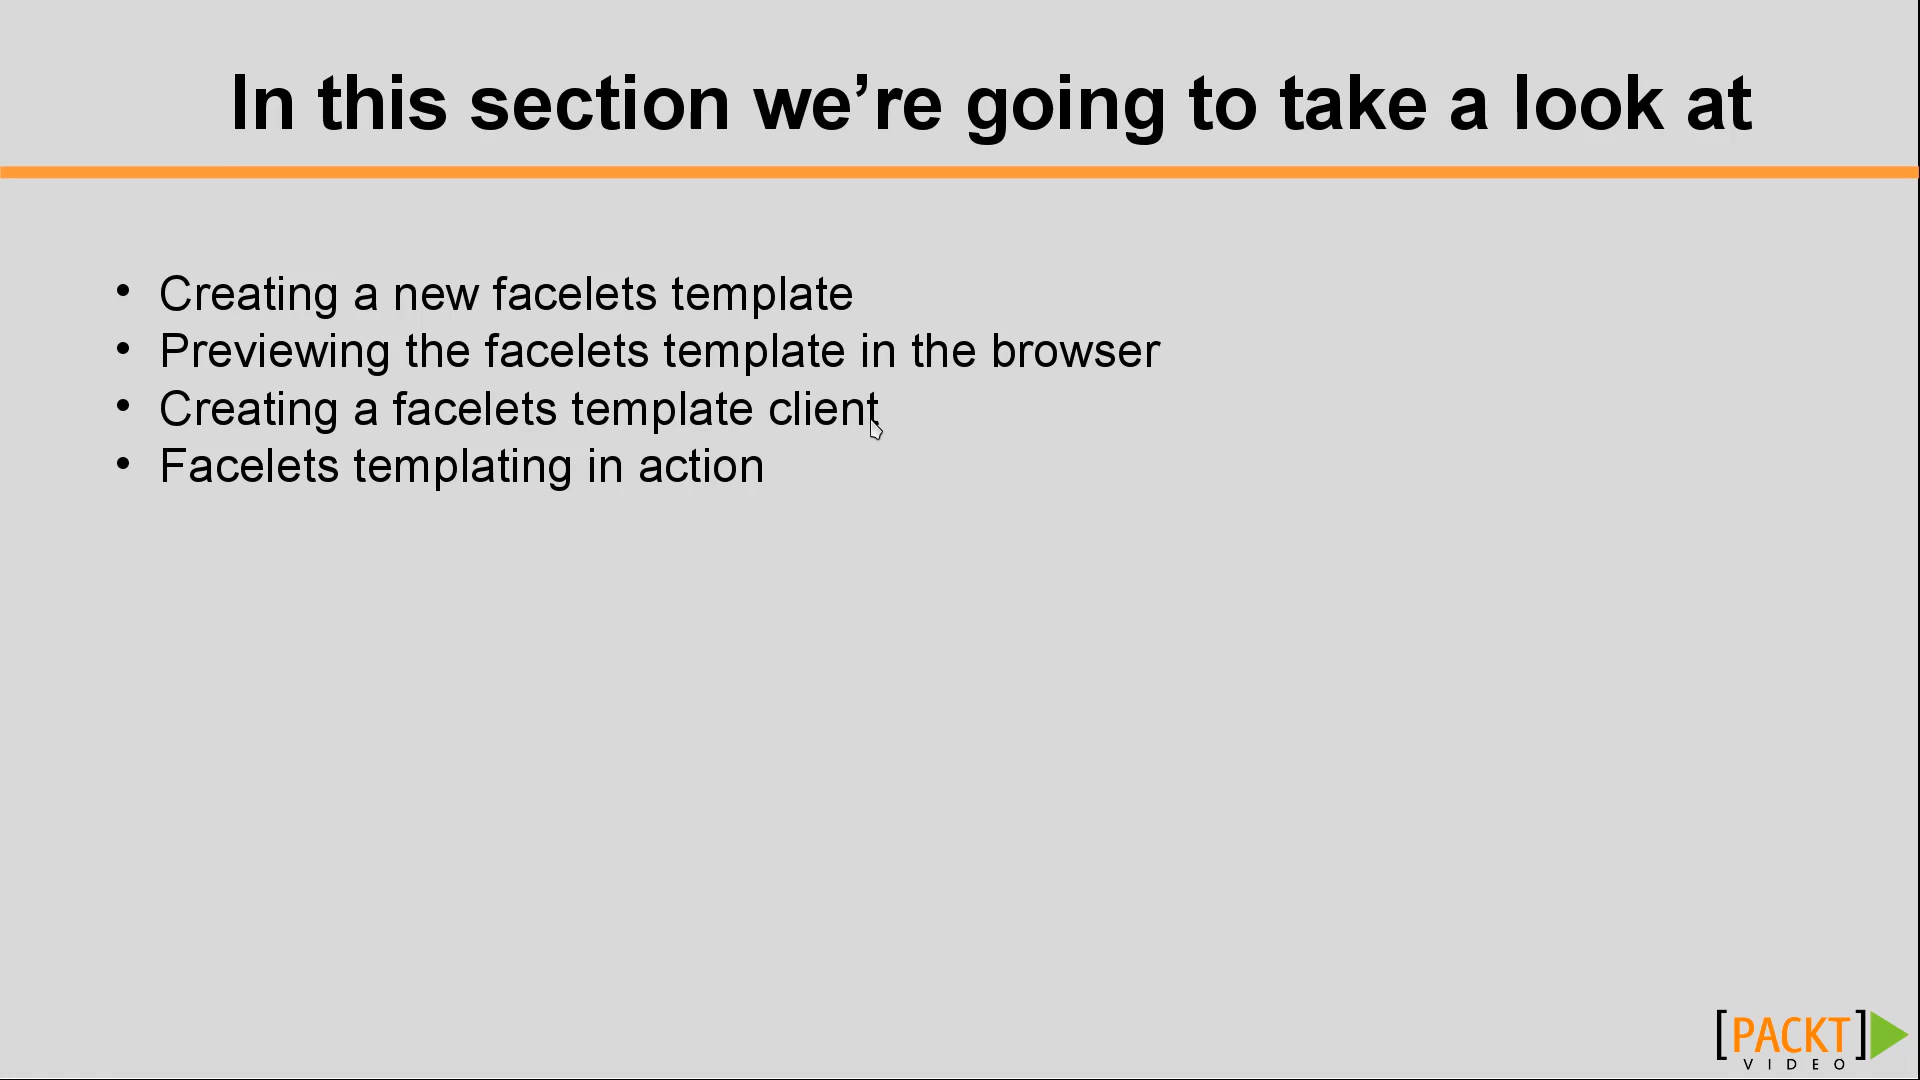 In this section we’re going to take a look at
• Creating a new facelets template
• Previewing the facelets template in the browser
• Creating a facelets template client
• Facelets templating in action
[PACKT]
VIDEO